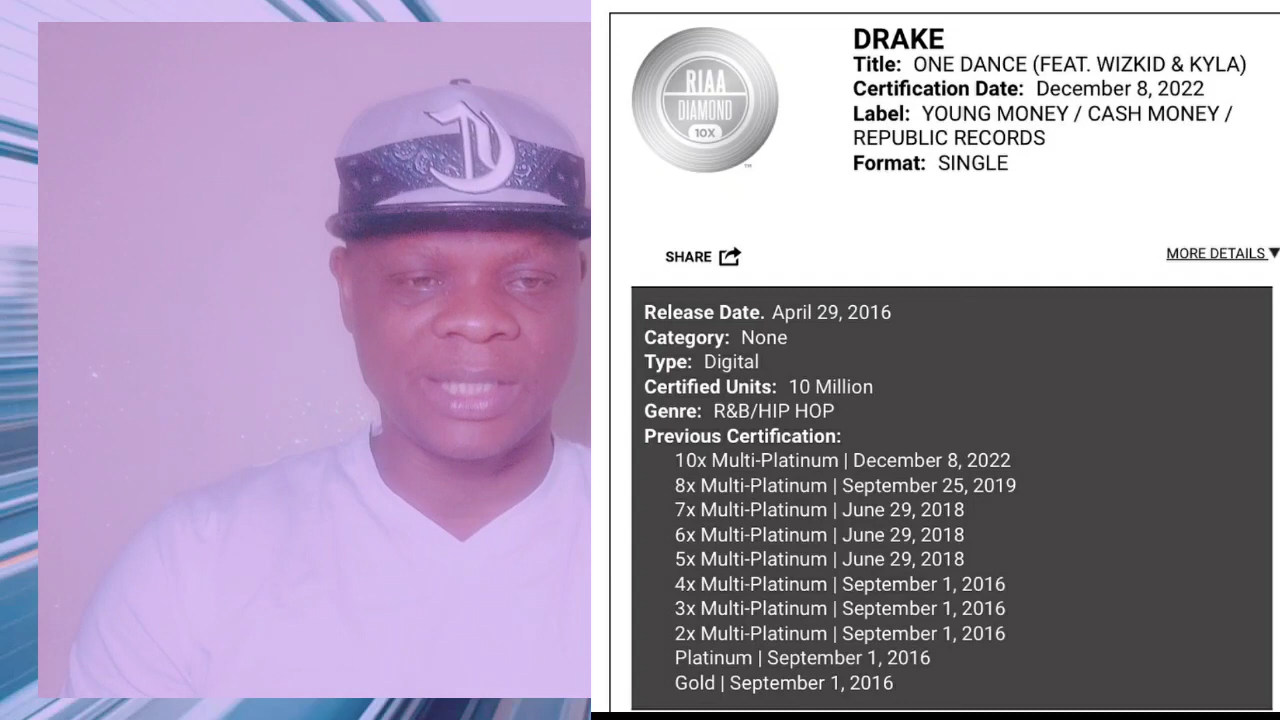 RIAA
DIAMOND
10X
TM
DRAKE
Title: ONE DANCE (FEAT. WIZKID & KYLA)
Certification Date: December 8, 2022
Label: YOUNG MONEY / CASH MONEY /
REPUBLIC RECORDS
Format: SINGLE
SHARE
MORE DETAILS
Release Date. April 29, 2016
Category: None
Type: Digital
Certified Units: 10 Million
Genre: R&B/HIP HOP
Previous Certification:
10x Multi-Platinum | December 8, 2022
8x Multi-Platinum | September 25, 2019
7x Multi-Platinum | June 29, 2018
6x Multi-Platinum | June 29, 2018
5x Multi-Platinum | June 29, 2018
4x Multi-Platinum | September 1, 2016
3x Multi-Platinum | September 1, 2016
2x Multi-Platinum | September 1, 2016
Platinum | September 1, 2016
Gold | September 1, 2016